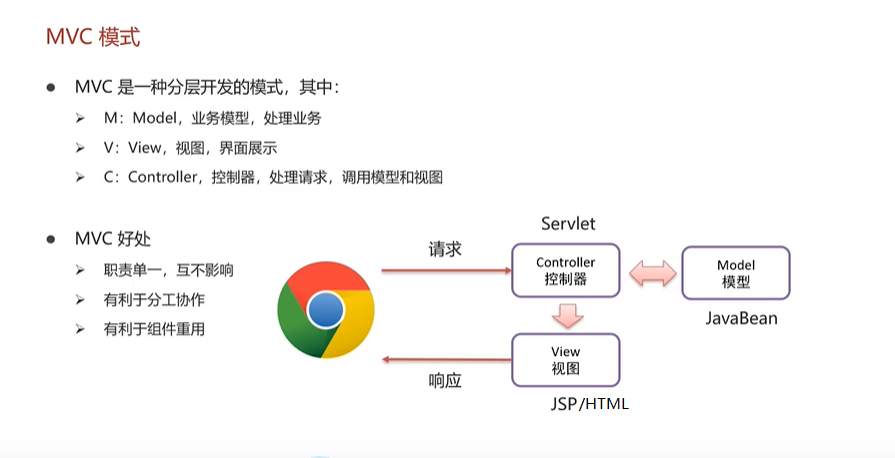 MVC 模式
● MVC 是一种分层开发的模式，其中：
➢ M：Model，业务模型，处理业务
➢ V：View，视图，界面展示
➢ C：Controller，控制器，处理请求，调用模型和视图
● MVC 好处
➢ 职责单一，互不影响
➢ 有利于分工协作
➢ 有利于组件重用
请求
Servlet
Controller
控制器
Model
模型
JavaBean
View
视图
响应
JSP/HTML